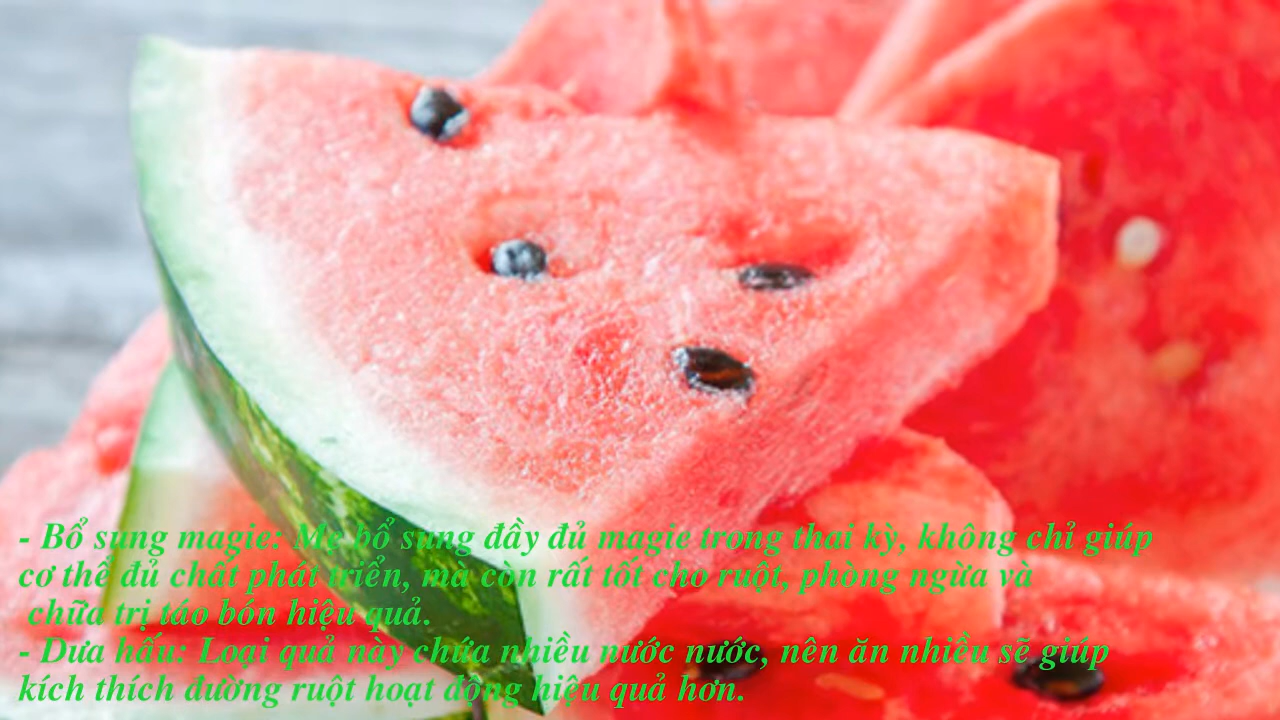 - Bổ sung magie: Mẹ bổ sung đầy đủ magie trong thai kỳ, không chỉ giúp
cơ thể đủ chất phát triển, mà còn rất tốt cho ruột, phòng ngừa và
chữa trị táo bón hiệu quả.
- Dưa hấu: Loại quả này chứa nhiều nước nước, nên ăn nhiều sẽ giúp
kích thích đường ruột hoạt động hiệu quả hơn.